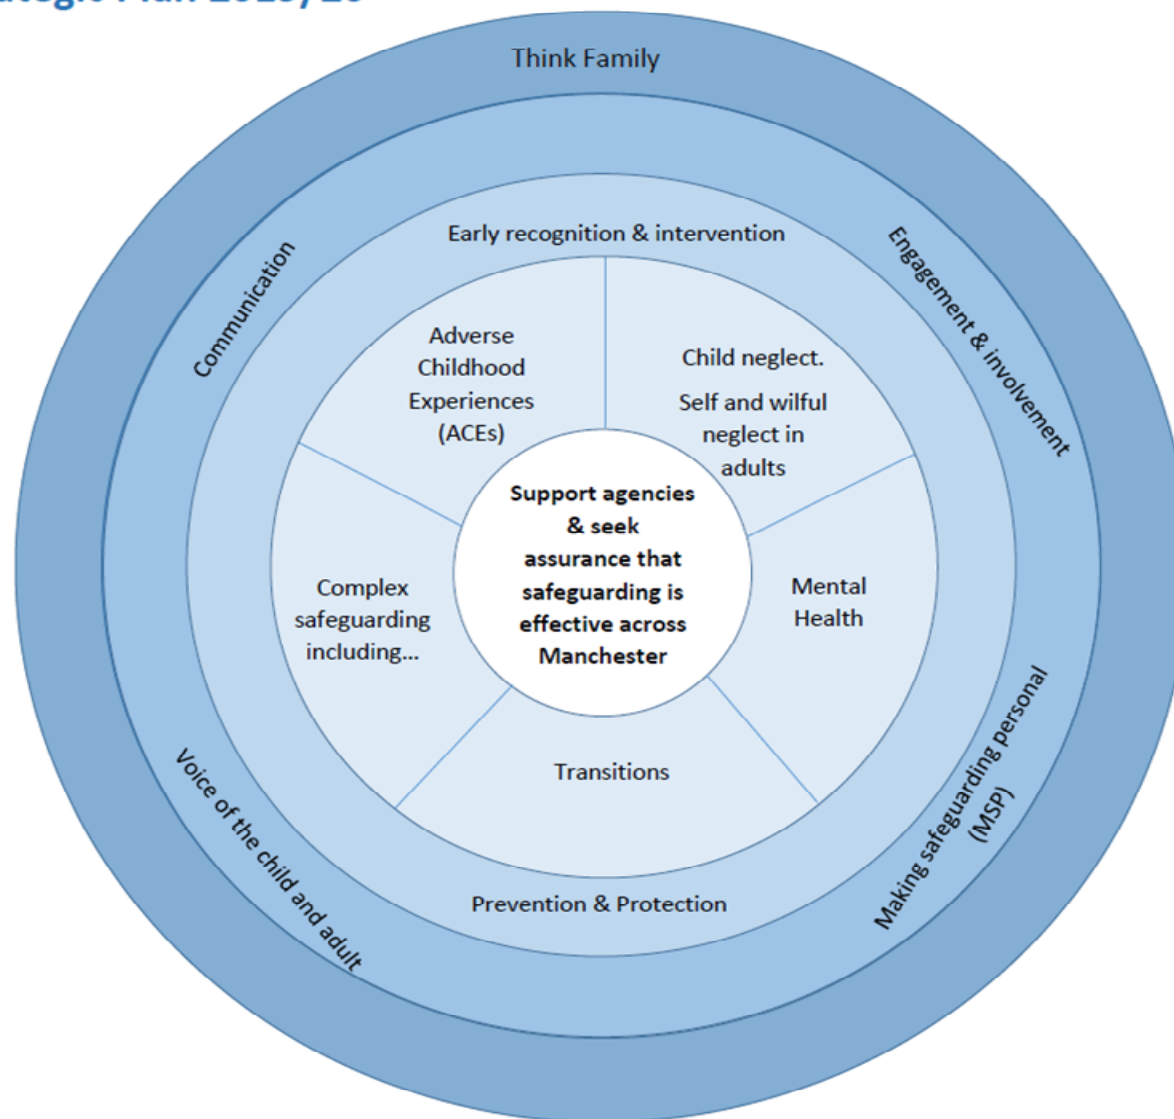 Think Family
Early recognition & intervention
Communication
Engagement & involvement
Adverse
Childhood
Experiences
(ACEs)
Child neglect.
Self and wilful
neglect in
adults
Support agencies
& seek
assurance that
safeguarding is
effective across
Manchester
Complex
safeguarding
including...
Mental
Health
Transitions
Voice of the child and adult
Making safeguarding personal
(MSP)
Prevention & Protection